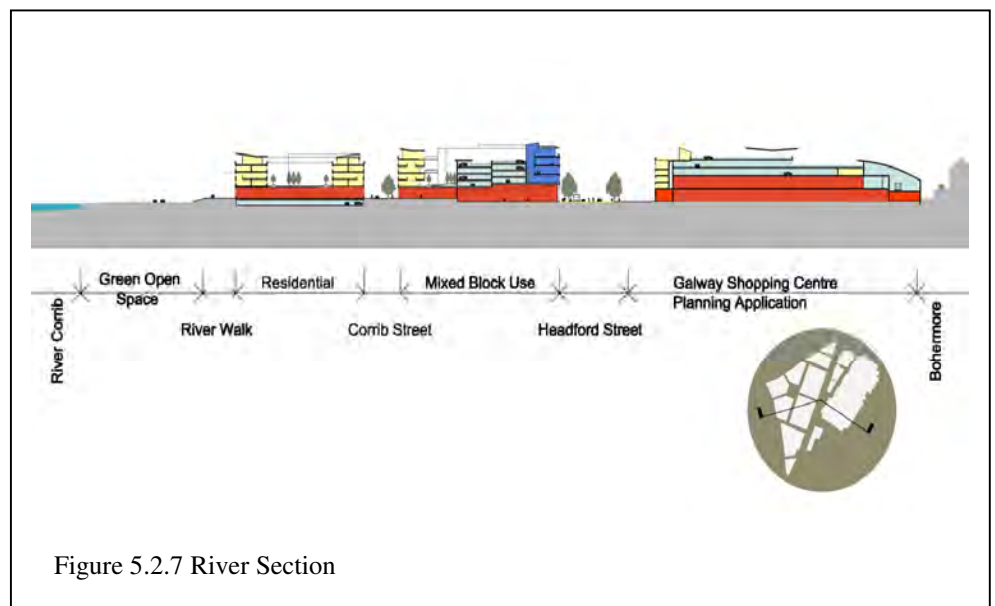 Green Open
Space
Residential
Mixed Block Use
Galway Shopping Centre
Planning Application
River Corrib
River Walk
Corrib Street
Headford Street
Bohermore
Figure 5.2.7 River Section